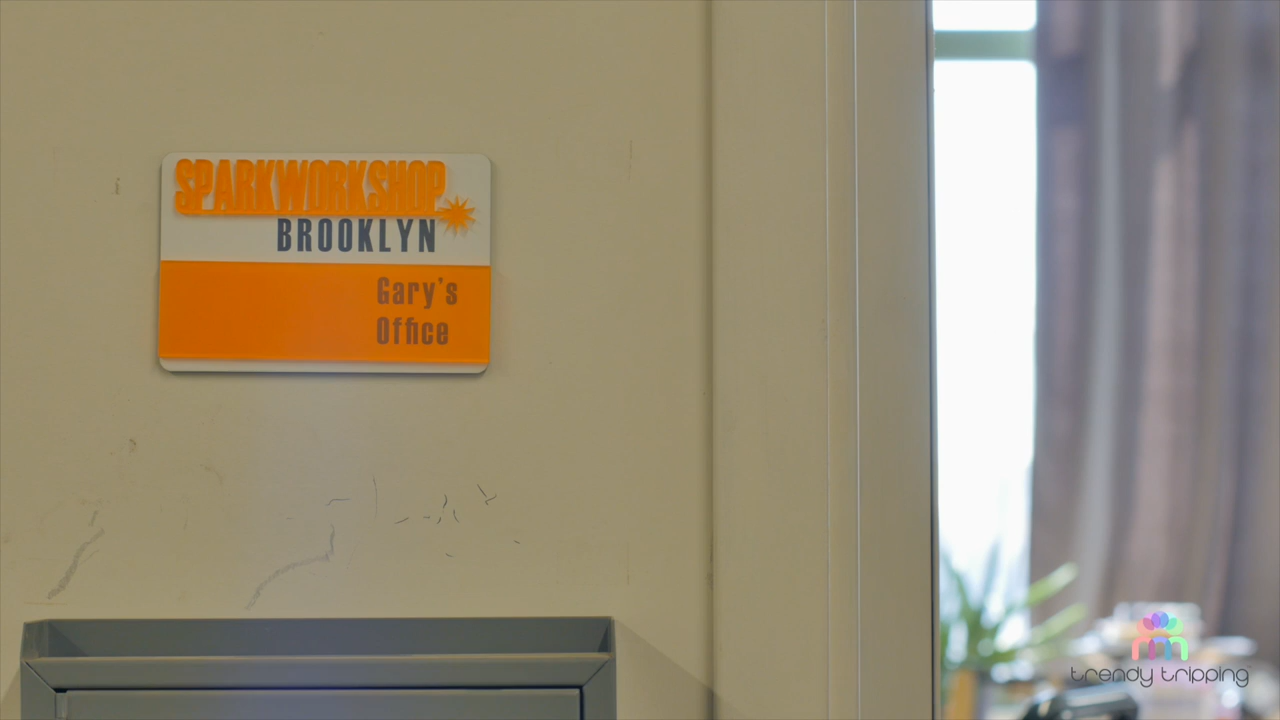 SPARKWORKSHOP
BROOKLYN
Gary's
Office
trendy tripping